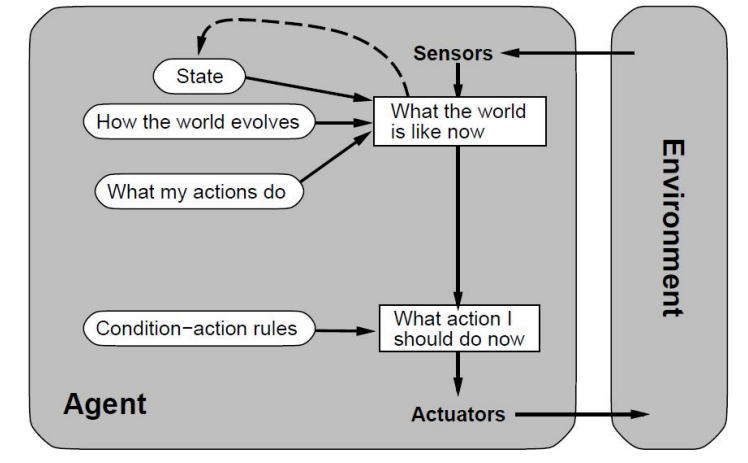 Sensors
State
What the world
is like now
How the world evolves
What my actions do
Environment
Condition−action rules
What action I
should do now
Agent
Actuators